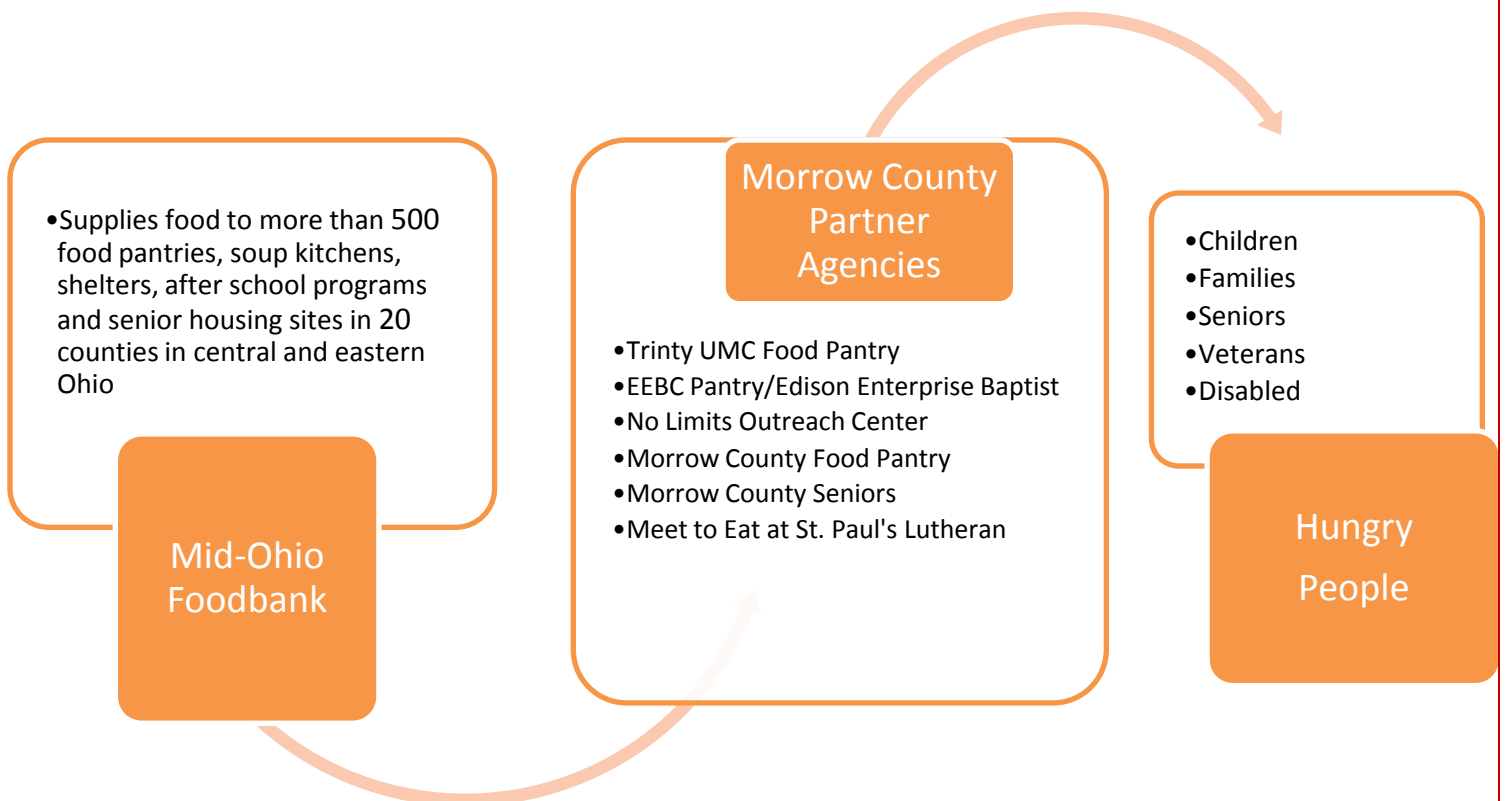 •Supplies food to more than 500
food pantries, soup kitchens,
shelters, after school programs
and senior housing sites in 20
counties in central and eastern
Ohio
Mid-Ohio
Foodbank
Morrow County
Partner
Agencies
•Trinty UMC Food Pantry
•EEBC Pantry/Edison Enterprise Baptist
•No Limits Outreach Center
•Morrow County Food Pantry
•Morrow County Seniors
•Meet to Eat at St. Paul's Lutheran
•Children
•Families
•Seniors
•Veterans
•Disabled
Hungry
People